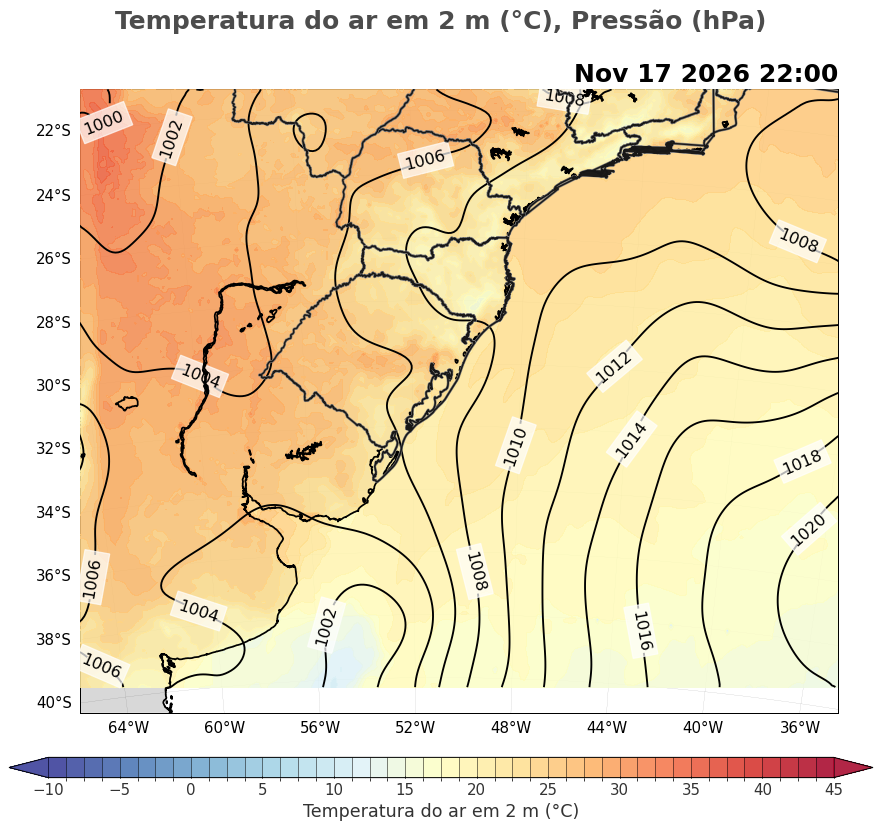 Temperatura do ar em 2 m (°C), Pressão (hPa)
Nov 17 2026 22:00
1000
1002
1008
1006
1008
1004
1012
1010
1014
1018
1020
1006
1008
1004
1002
1016
1006
22°S
24°S
26°S
28°S
30°S
32°S
34°S
36°S
38°S
40°S
64°W 60°W 56°W 52°W 48°W 44°W 40°W 36°W
−10 −5 0 5 10 15 20 25 30 35 40 45
Temperatura do ar em 2 m (°C)